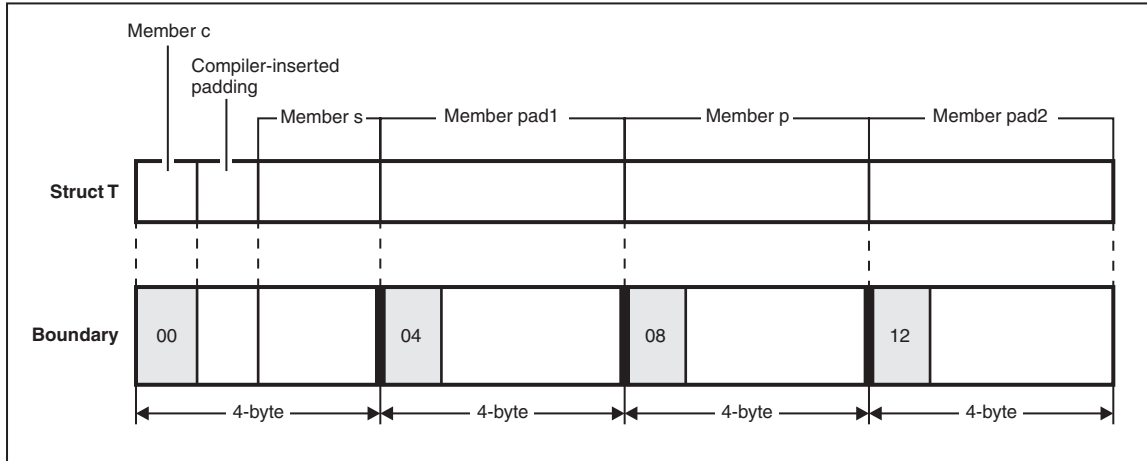 Member c
Compiler-inserted
padding
Member s
Member pad1
Member p
Member pad2
Struct T
Boundary
00
04
08
12
4-byte
4-byte
4-byte
4-byte